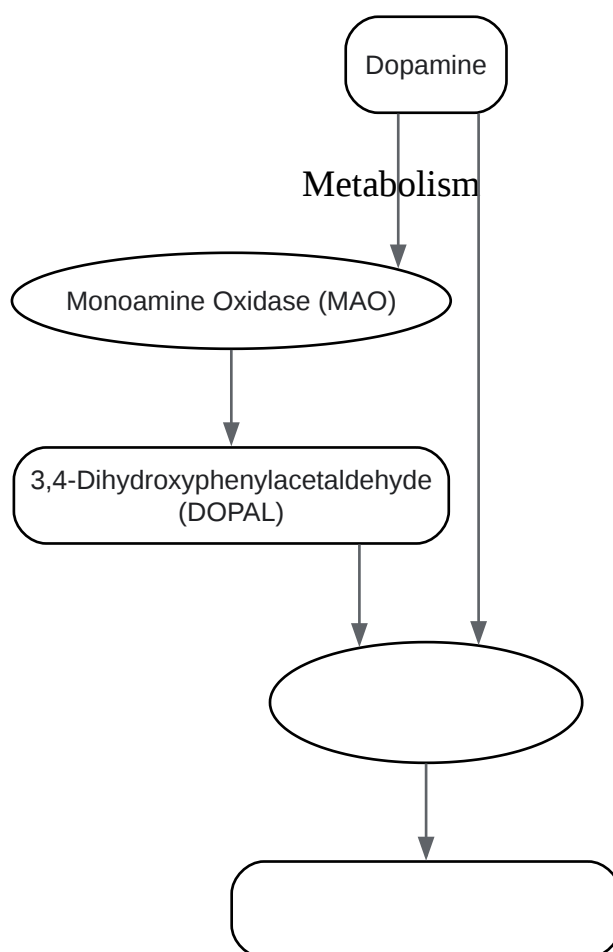 Dopamine
Metabolism
Monoamine Oxidase (MAO)
3,4-Dihydroxyphenylacetaldehyde
(DOPAL)